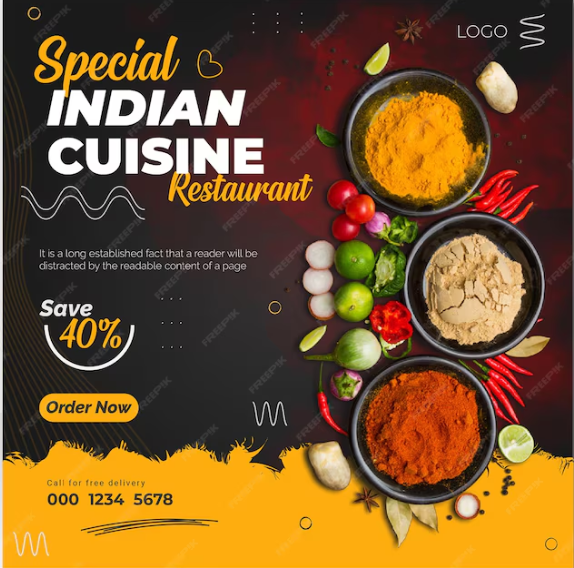 LOGO
Special
INDIAN
CUISINE
Restaurant
It is a long established fact that a reader will be
distracted by the readable content of a page
Save
40%
Order Now
Call for free delivery
000 1234 5678
FREEPIK